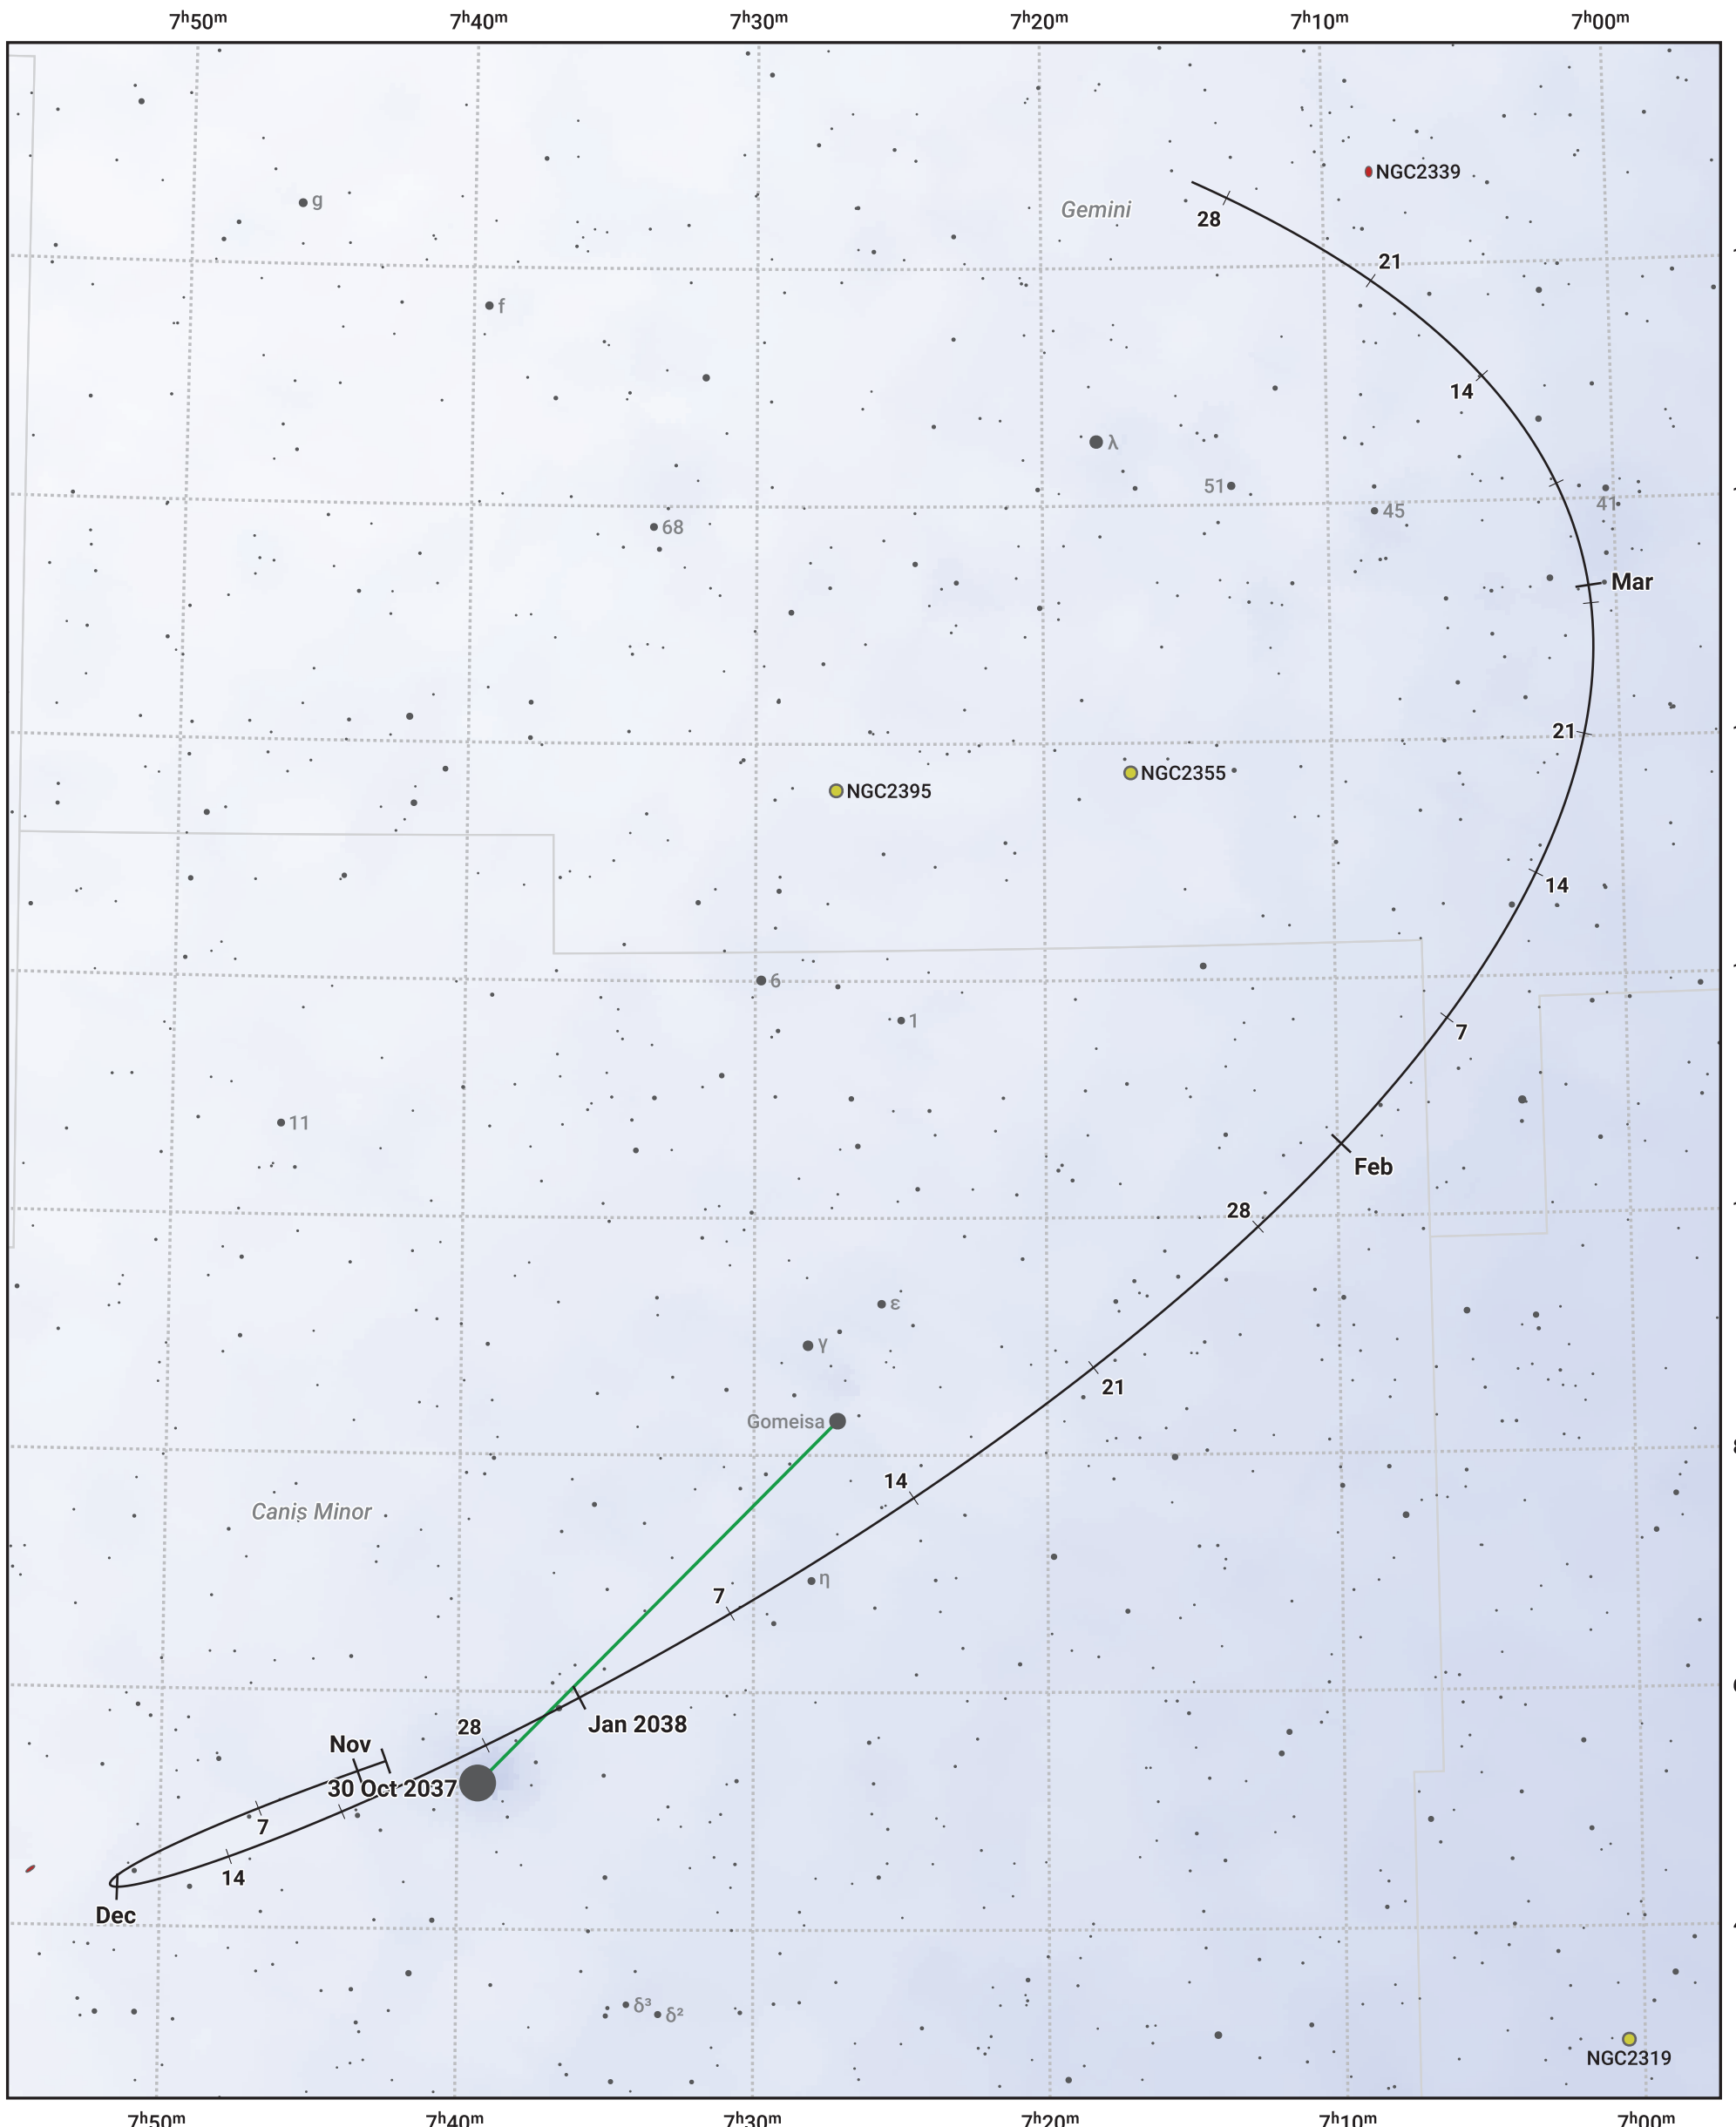 7ʰ50ᵐ 7ʰ40ᵐ 7ʰ30ᵐ 7ʰ20ᵐ 7ʰ10ᵐ 7ʰ00ᵐ
NGC2339
g
Gemini
28
21
f
14
λ
51
45
41
68
Mar
21
NGC2355
NGC2395
14
6
1
7
11
Feb
28
ε
γ
21
Gomeisa
14
Canis Minor
η
7
28
Jan 2038
Nov
30 Oct 2037
7
14
Dec
δ³
δ²
NGC2319
7ʰ50ᵐ 7ʰ40ᵐ 7ʰ30ᵐ 7ʰ20ᵐ 7ʰ10ᵐ 7ʰ00ᵐ